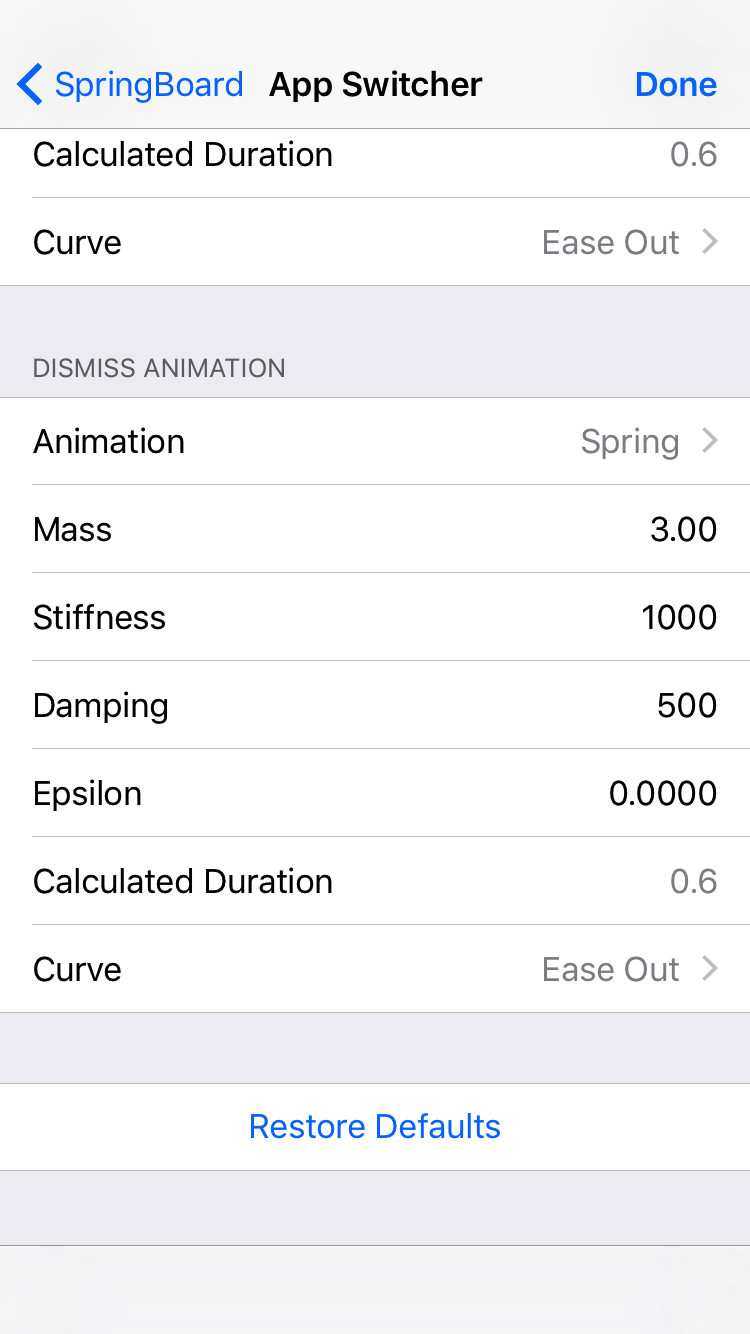 SpringBoard App Switcher Done
Calculated Duration 0.6
Curve Ease Out
DISMISS ANIMATION
Animation Spring
Mass 3.00
Stiffness 1000
Damping 500
Epsilon 0.0000
Calculated Duration 0.6
Curve Ease Out
Restore Defaults